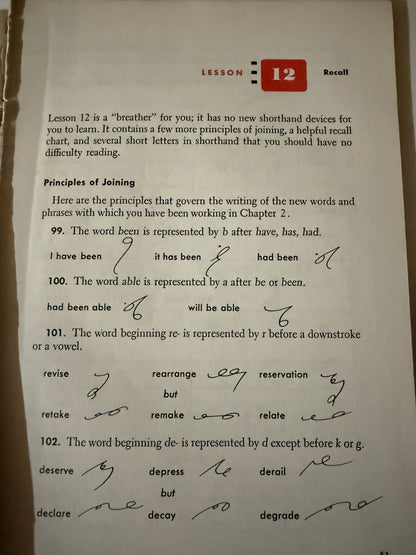 LESSON 12 Recall
Lesson 12 is a "breather" for you; it has no new shorthand devices for
you to learn. It contains a few more principles of joining, a helpful recall
chart, and several short letters in shorthand that you should have no
difficulty reading.
Principles of Joining
Here are the principles that govern the writing of the new words and
phrases with which you have been working in Chapter 2.
99. The word been is represented by b after have, has, had.
I have been it has been had been
100. The word able is represented by a after be or been.
had been able will be able
101. The word beginning re- is represented by r before a downstroke
or a vowel.
revise rearrange reservation
but
retake remake relate
102. The word beginning de- is represented by d except before k or g.
deserve depress derail
but
declare decay degrade